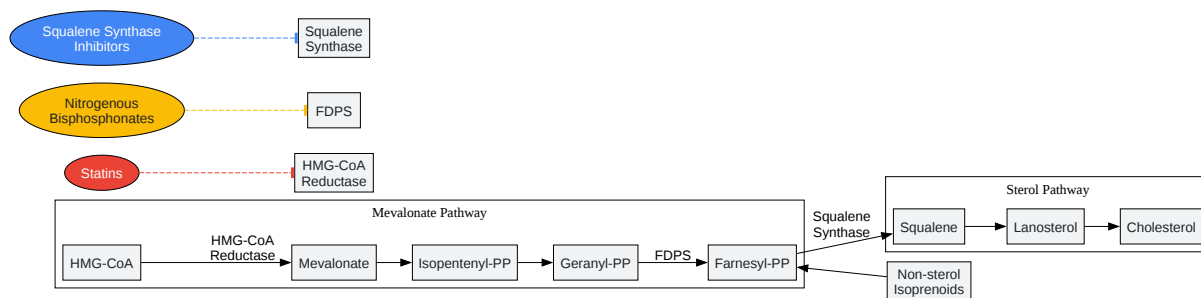 Squalene Synthase
Inhibitors
Squalene
Synthase
Nitrogenous
Bisphosphonates
FDPS
Statins
HMG-CoA
Reductase
Mevalonate Pathway
HMG-CoA
HMG-CoA
Reductase
Mevalonate
Isopentenyl-PP
Geranyl-PP
FDPS
Farnesyl-PP
Squalene
Synthase
Sterol Pathway
Squalene
Lanosterol
Cholesterol
Non-sterol
Isoprenoids